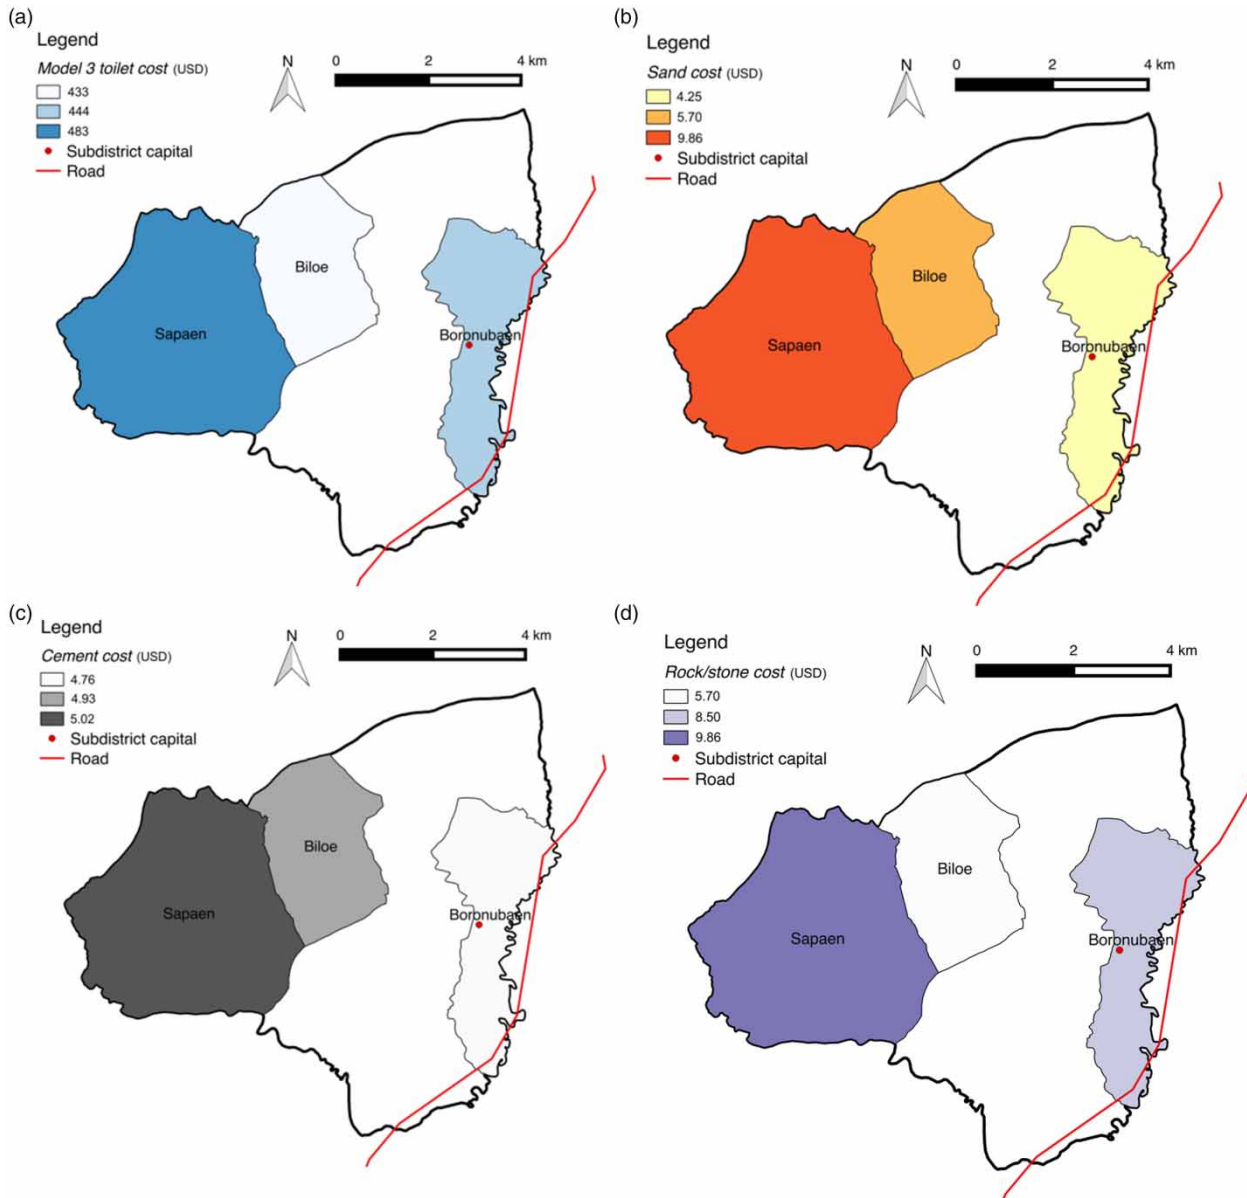 (a)
Legend
Model 3 toilet cost (USD)
433
444
483
Subdistrict capital
Road
N
0 2 4 km
Biloe
Sapaen
Boronubaen
(b)
Legend
Sand cost (USD)
4.25
5.70
9.86
Subdistrict capital
Road
N
0 2 4 km
Biloe
Sapaen
Boronubaen
(c)
Legend
Cement cost (USD)
4.76
4.93
5.02
Subdistrict capital
Road
N
0 2 4 km
Biloe
Sapaen
Boronubaen
(d)
Legend
Rock/stone cost (USD)
5.70
8.50
9.86
Subdistrict capital
Road
N
0 2 4 km
Biloe
Sapaen
Boronubaen